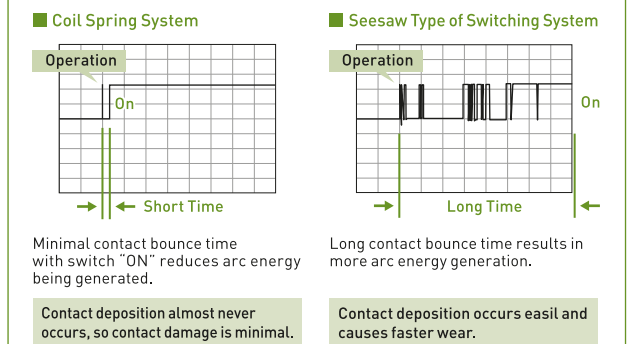 Coil Spring System
Operation
On
Short Time
Minimal contact bounce time
with switch “ON” reduces arc energy
being generated.
Contact deposition almost never
occurs, so contact damage is minimal.
Seesaw Type of Switching System
Operation
On
Long Time
Long contact bounce time results in
more arc energy generation.
Contact deposition occurs easil and
causes faster wear.